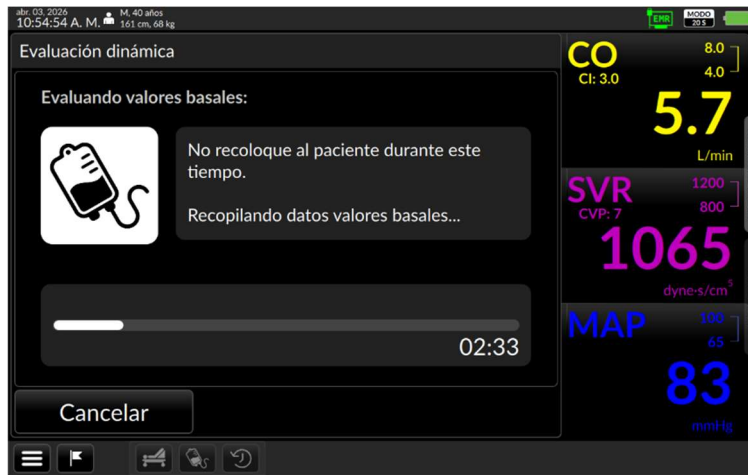 abr. 03, 2026
10:54:54 A. M.
M, 40 años
161 cm, 68 kg
EMR
MODO
20 S
Evaluación dinámica
Evaluando valores basales:
No recoloque al paciente durante este
tiempo.
Recopilando datos valores basales...
02:33
Cancelar
CO
CI: 3.0
8.0
4.0
5.7
L/min
SVR
CVP: 7
1200
800
1065
dyne·s/cm⁵
MAP
100
65
83
mmHg